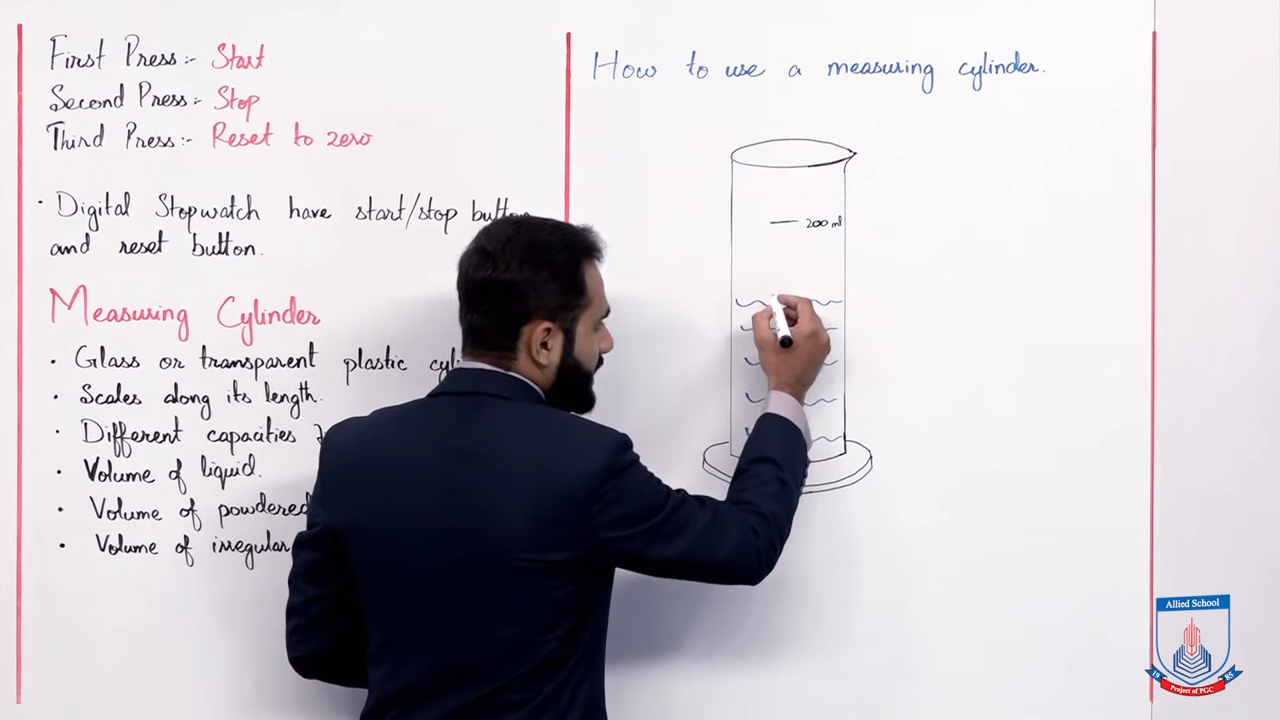 First Press:- Start
Second Press:- Stop
Third Press:- Reset to zero
· Digital Stopwatch have start/stop button
and reset button.
Measuring Cylinder
· Glass or transparent plastic
· Scales along its length.
· Different capacities
· Volume of liquid.
· Volume of powdered
· Volume of irregular
How to use a measuring cylinder.
200 ml
Allied School
19 85
Project of PGC